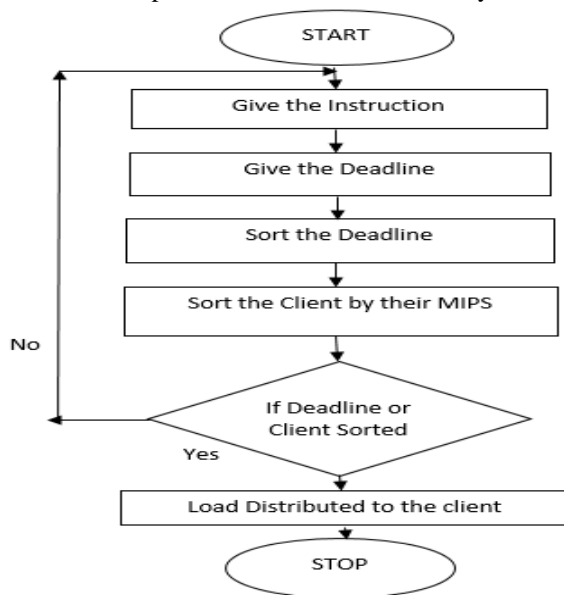 START
Give the Instruction
Give the Deadline
Sort the Deadline
Sort the Client by their MIPS
No
If Deadline or
Client Sorted
Yes
Load Distributed to the client
STOP